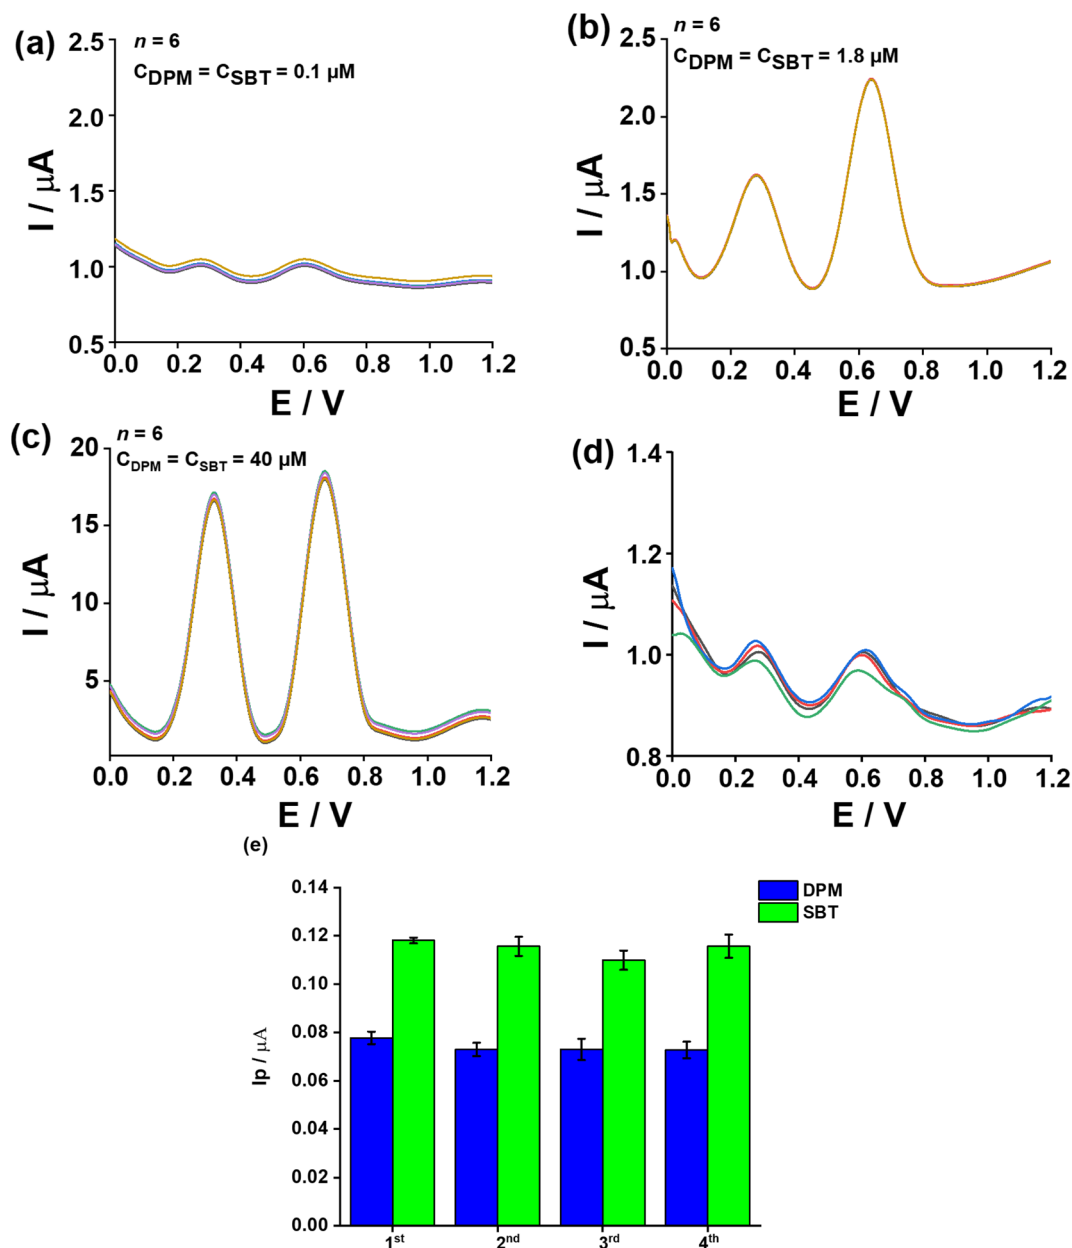 (a)
n = 6
C_DPM = C_SBT = 0.1 µM
2.5
2.0
1.5
1.0
0.5
I / µA
0.0 0.2 0.4 0.6 0.8 1.0 1.2
E / V
(b)
n = 6
C_DPM = C_SBT = 1.8 µM
2.5
2.0
1.5
1.0
0.5
I / µA
0.0 0.2 0.4 0.6 0.8 1.0 1.2
E / V
(c)
n = 6
C_DPM = C_SBT = 40 µM
20
15
10
5
I / µA
0.0 0.2 0.4 0.6 0.8 1.0 1.2
E / V
(d)
1.4
1.2
1.0
0.8
I / µA
0.0 0.2 0.4 0.6 0.8 1.0 1.2
E / V
(e)
0.14
0.12
0.10
0.08
0.06
0.04
0.02
0.00
Ip / µA
DPM
SBT
1st 2nd 3rd 4th